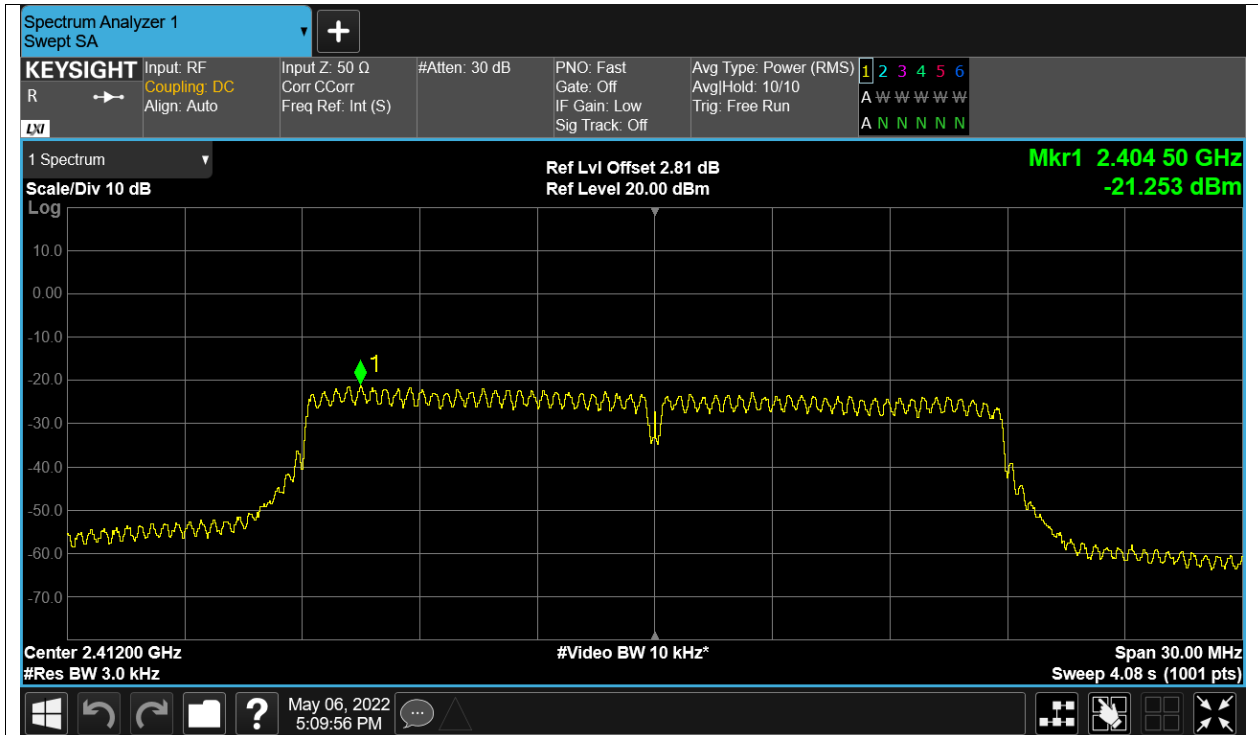 Spectrum Analyzer 1
Swept SA
+
KEYSIGHT
R
LXI
Input: RF
Coupling: DC
Align: Auto
Input Z: 50 Ω
Corr CCorr
Freq Ref: Int (S)
#Atten: 30 dB
PNO: Fast
Gate: Off
IF Gain: Low
Sig Track: Off
Avg Type: Power (RMS)
Avg|Hold: 10/10
Trig: Free Run
1 2 3 4 5 6
A W W W W W
A N N N N N
1 Spectrum
Scale/Div 10 dB
Log
Ref Lvl Offset 2.81 dB
Ref Level 20.00 dBm
Mkr1 2.404 50 GHz
-21.253 dBm
10.0
0.00
-10.0
-20.0
-30.0
-40.0
-50.0
-60.0
-70.0
1
Center 2.41200 GHz
#Res BW 3.0 kHz
#Video BW 10 kHz*
Span 30.00 MHz
Sweep 4.08 s (1001 pts)
?
May 06, 2022
5:09:56 PM